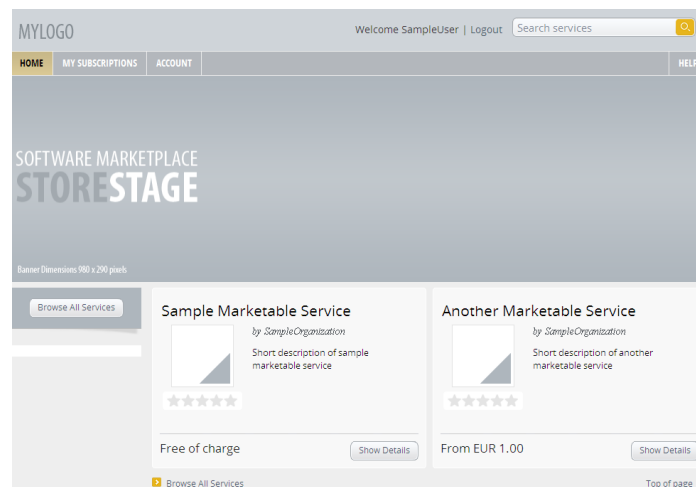 MYLOGO
Welcome SampleUser | Logout
Search services
HOME
MY SUBSCRIPTIONS
ACCOUNT
HELP
SOFTWARE MARKETPLACE
STORESTAGE
Banner Dimensions 980 x 290 pixels
Browse All Services
Sample Marketable Service
by SampleOrganization
Short description of sample
marketable service
Free of charge
Show Details
Another Marketable Service
by SampleOrganization
Short description of another
marketable service
From EUR 1.00
Show Details
Browse All Services
Top of page